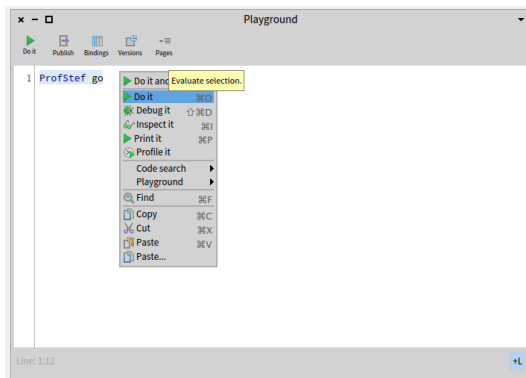 Playground
Do it Publish Bindings Versions Pages
1 ProfStef go
Do it and
Evaluate selection.
Do it ⌘D
Debug it ⇧⌘D
Inspect it ⌘I
Print it ⌘P
Profile it
Code search
Playground
Find ⌘F
Copy ⌘C
Cut ⌘X
Paste ⌘V
Paste...
Line: 1:12 +L